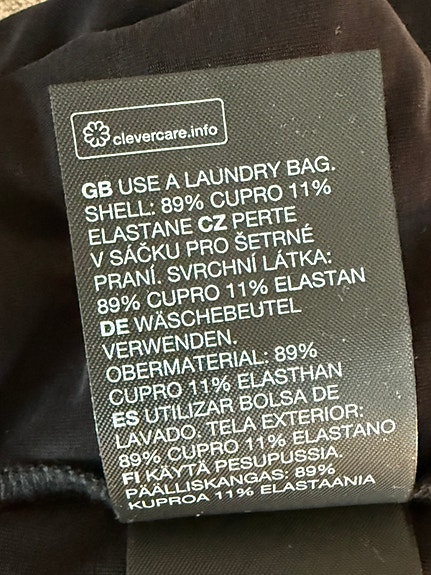 clevercare.info
GB USE A LAUNDRY BAG.
SHELL: 89% CUPRO 11%
ELASTANE CZ PERTE
V SÁČKU PRO ŠETRNÉ
PRANÍ. SVRCHNÍ LÁTKA:
89% CUPRO 11% ELASTAN
DE WÄSCHEBEUTEL
VERWENDEN.
OBERMATERIAL: 89%
CUPRO 11% ELASTHAN
ES UTILIZAR BOLSA DE
LAVADO. TELA EXTERIOR:
89% CUPRO 11% ELASTANO
FI KÄYTÄ PESUPUSSIA.
PÄÄLLISKANGAS: 89%
KUPROA 11% ELASTAANIA